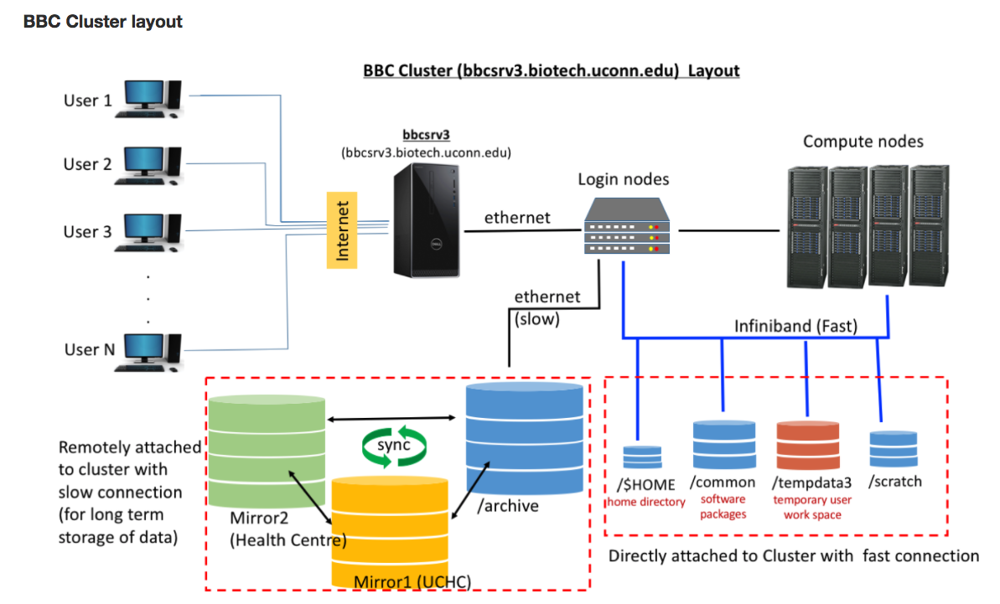 BBC Cluster layout
BBC Cluster (bbcsrv3.biotech.uconn.edu) Layout
User 1
User 2
User 3
.
.
.
User N
Internet
bbcsrv3
(bbcsrv3.biotech.uconn.edu)
ethernet
Login nodes
Compute nodes
ethernet
(slow)
Infiniband (Fast)
Remotely attached
to cluster with
slow connection
(for long term
storage of data)
sync
Mirror2
(Health Centre)
Mirror1 (UCHC)
/archive
/$HOME
home directory
/common
software
packages
/tempdata3
temporary user
work space
/scratch
Directly attached to Cluster with fast connection
DELL